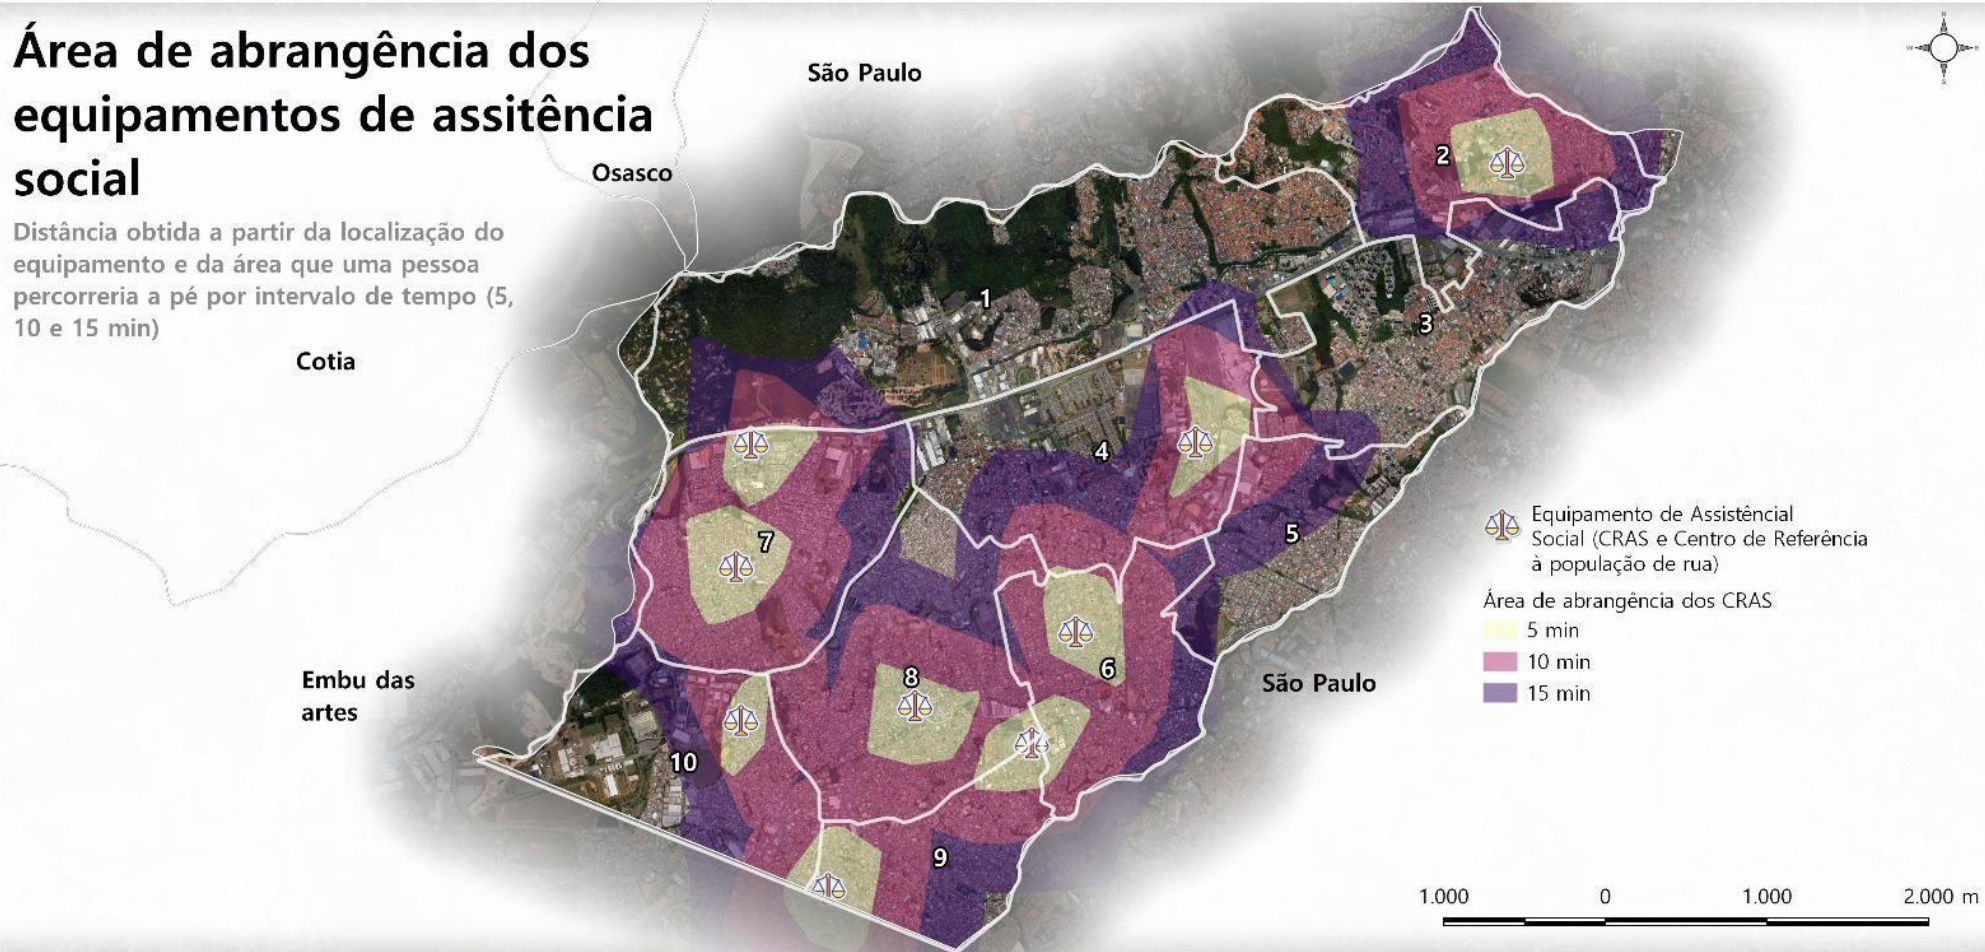 Área de abrangência dos
equipamentos de assitência
social
Distância obtida a partir da localização do
equipamento e da área que uma pessoa
percorreria a pé por intervalo de tempo (5,
10 e 15 min)
São Paulo
Osasco
Cotia
Embu das
artes
São Paulo
1
2
3
4
5
6
7
8
9
10
N
W
E
S
Equipamento de Assistêncial
Social (CRAS e Centro de Referência
à população de rua)
Área de abrangência dos CRAS
5 min
10 min
15 min
1.000 0 1.000 2.000 m